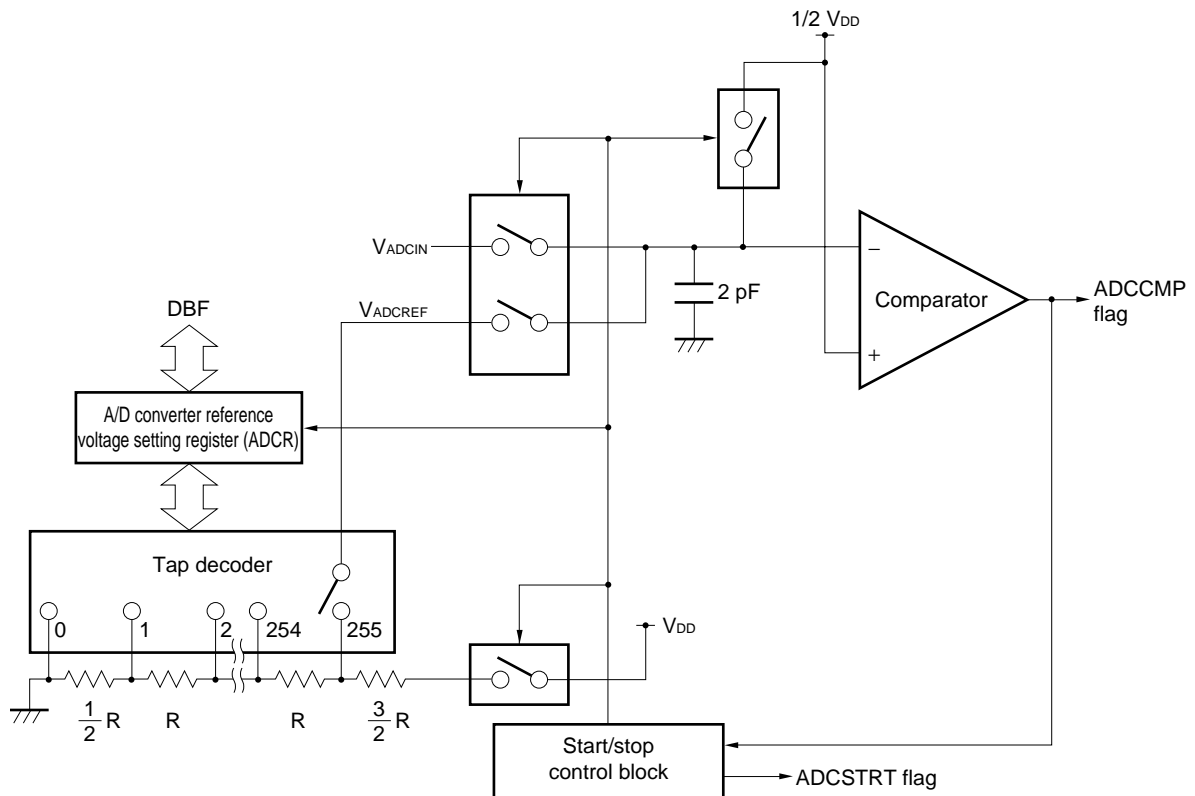 1/2 VDD
VADCIN
VADCREF
2 pF
−
+
Comparator
ADCCMP
flag
DBF
A/D converter reference
voltage setting register (ADCR)
Tap decoder
0
1
2
254
255
VDD
1/2 R
R
R
3/2 R
Start/stop
control block
ADCSTRT flag